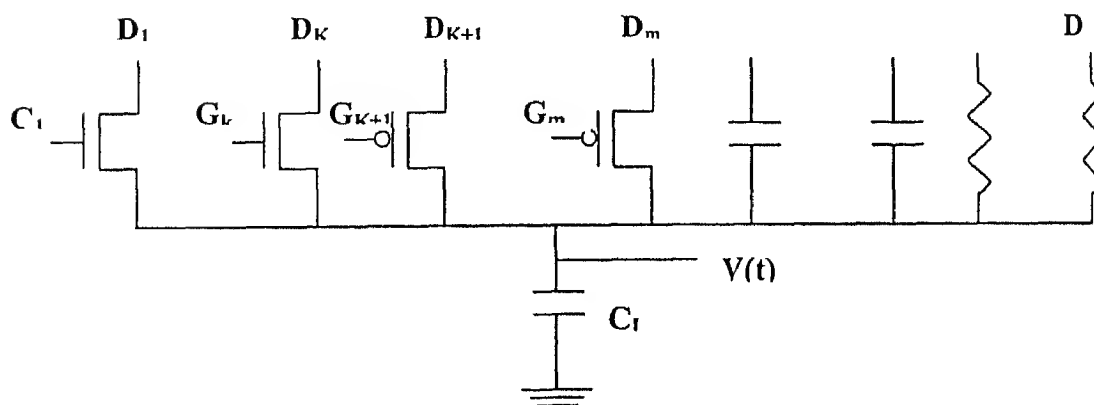 D₁ D_K D_K+1 D_m D
C₁ G_k G_K+1 G_m
V(t)
C_I